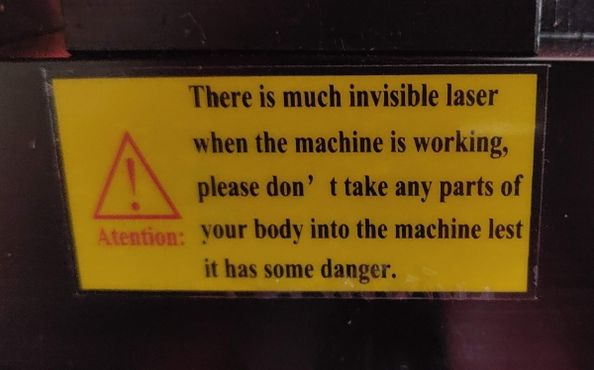 There is much invisible laser
when the machine is working,
please don’ t take any parts of
Atention: your body into the machine lest
it has some danger.